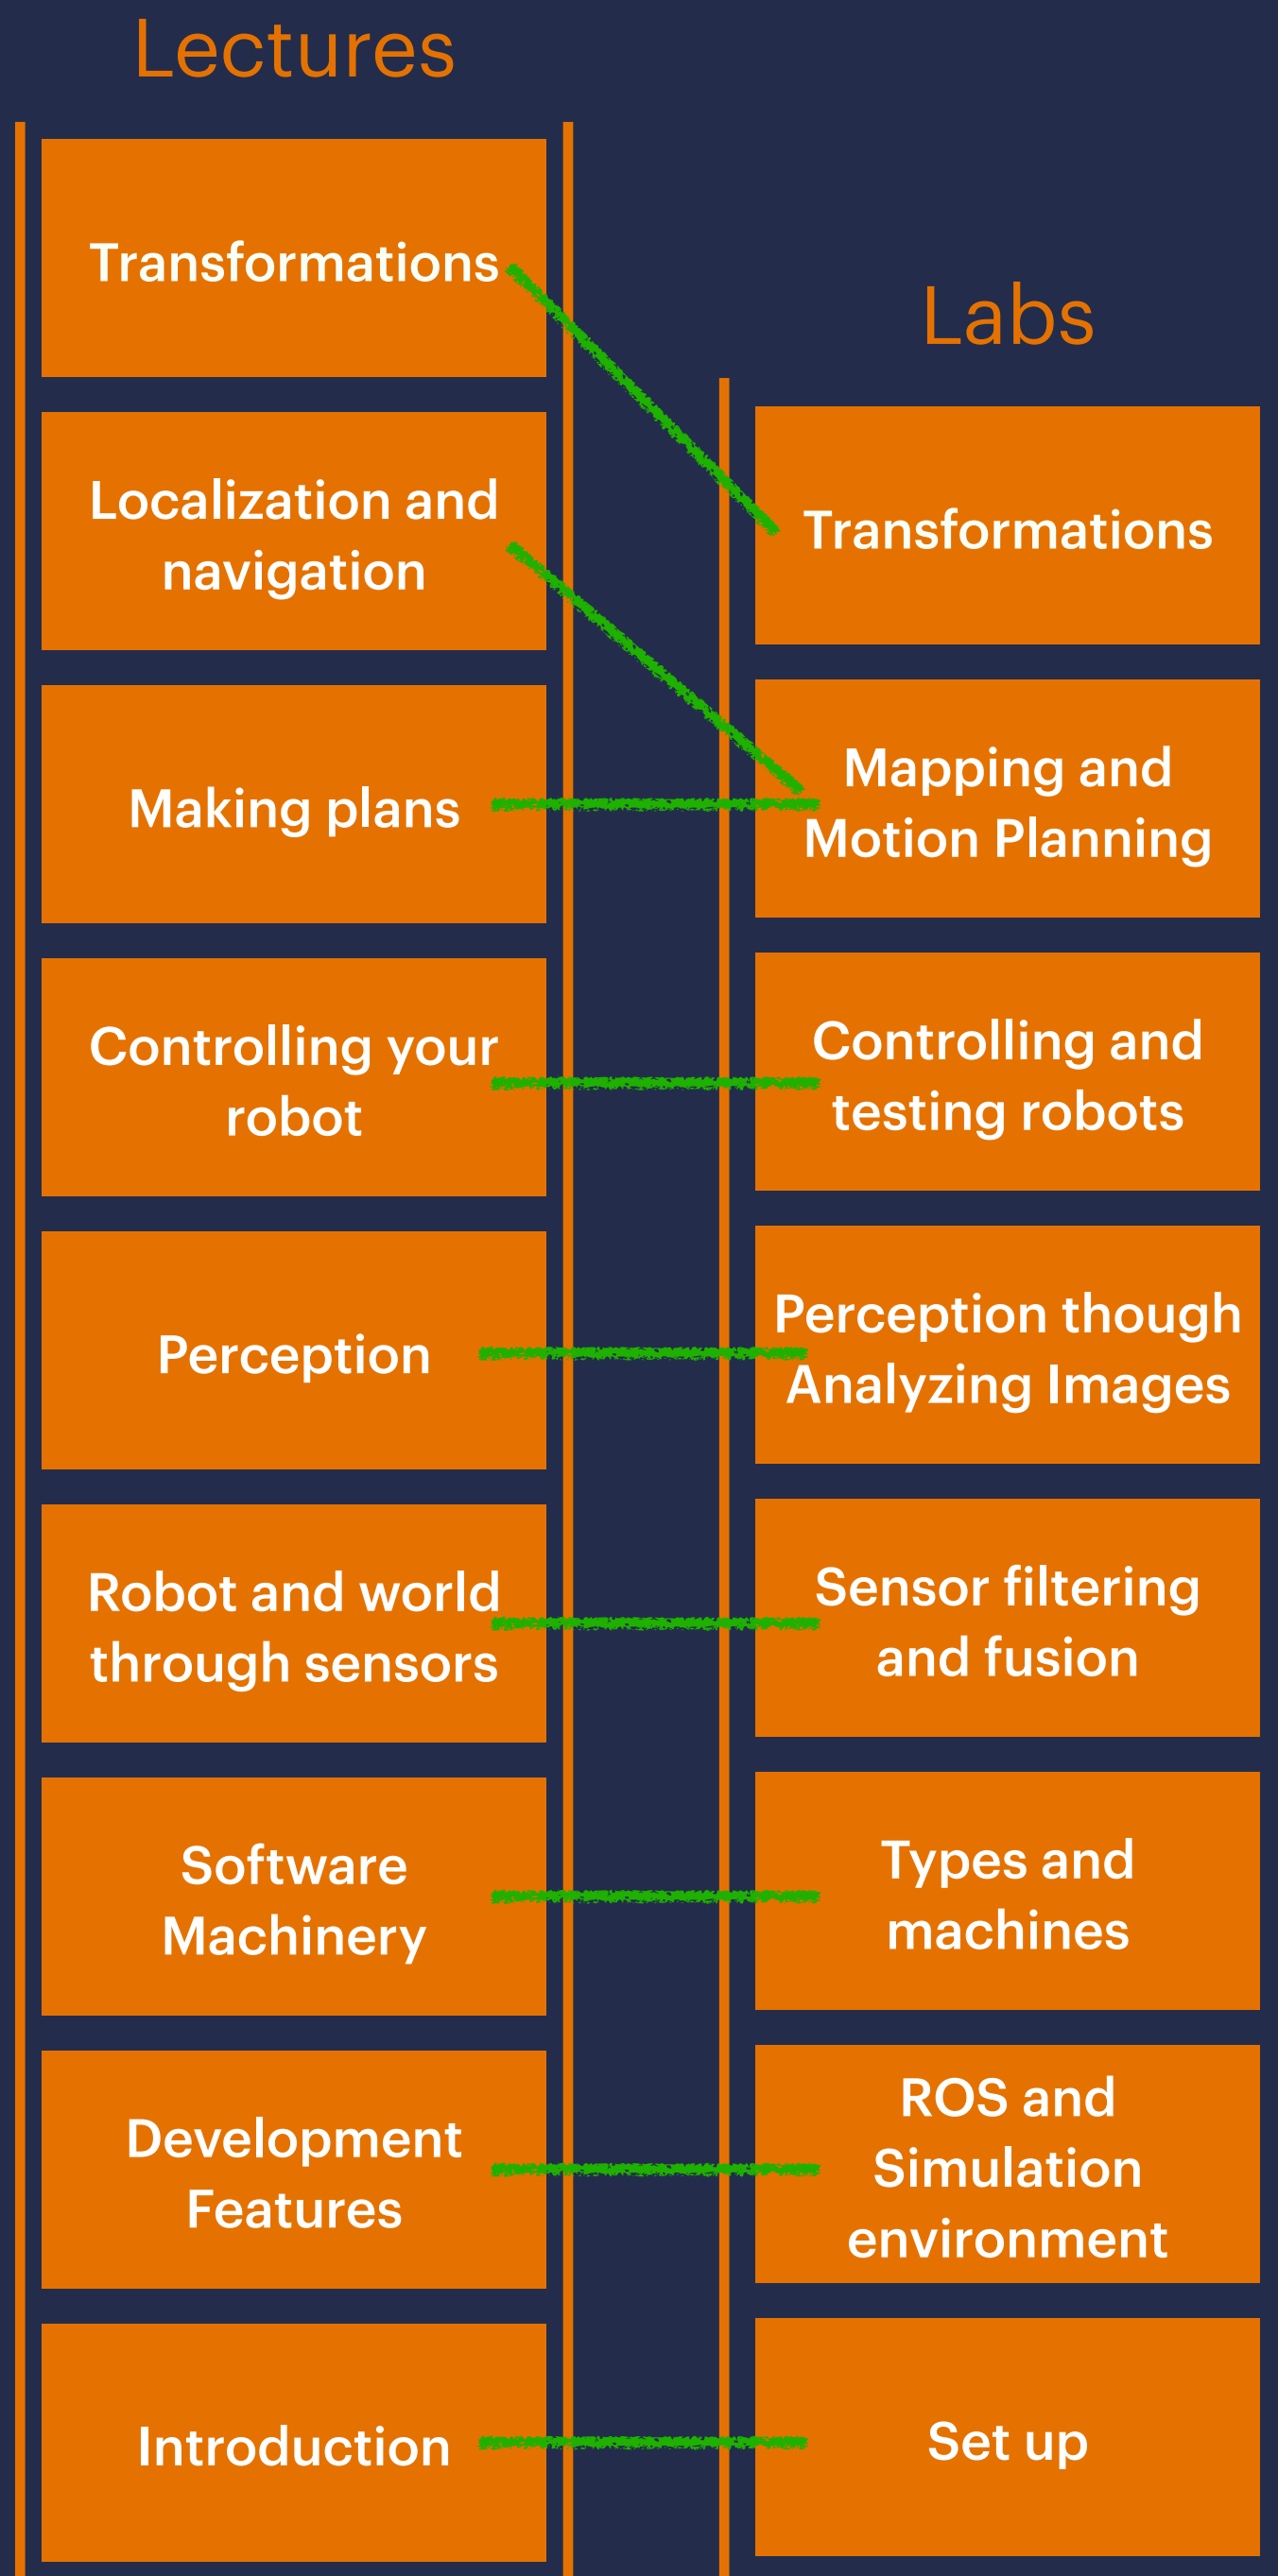 Lectures
Transformations
Localization and
navigation
Making plans
Controlling your
robot
Perception
Robot and world
through sensors
Software
Machinery
Development
Features
Introduction
Labs
Transformations
Mapping and
Motion Planning
Controlling and
testing robots
Perception though
Analyzing Images
Sensor filtering
and fusion
Types and
machines
ROS and
Simulation
environment
Set up